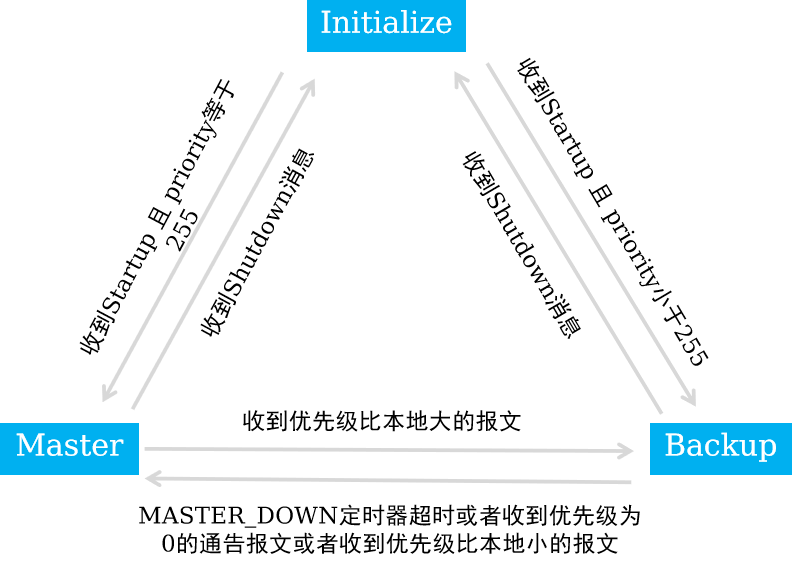 Initialize
收到Startup 且 priority等于
255
收到Shutdown消息
收到Shutdown消息
收到Startup 且 priority小于255
收到优先级比本地大的报文
Master
Backup
MASTER_DOWN定时器超时或者收到优先级为
0的通告报文或者收到优先级比本地小的报文